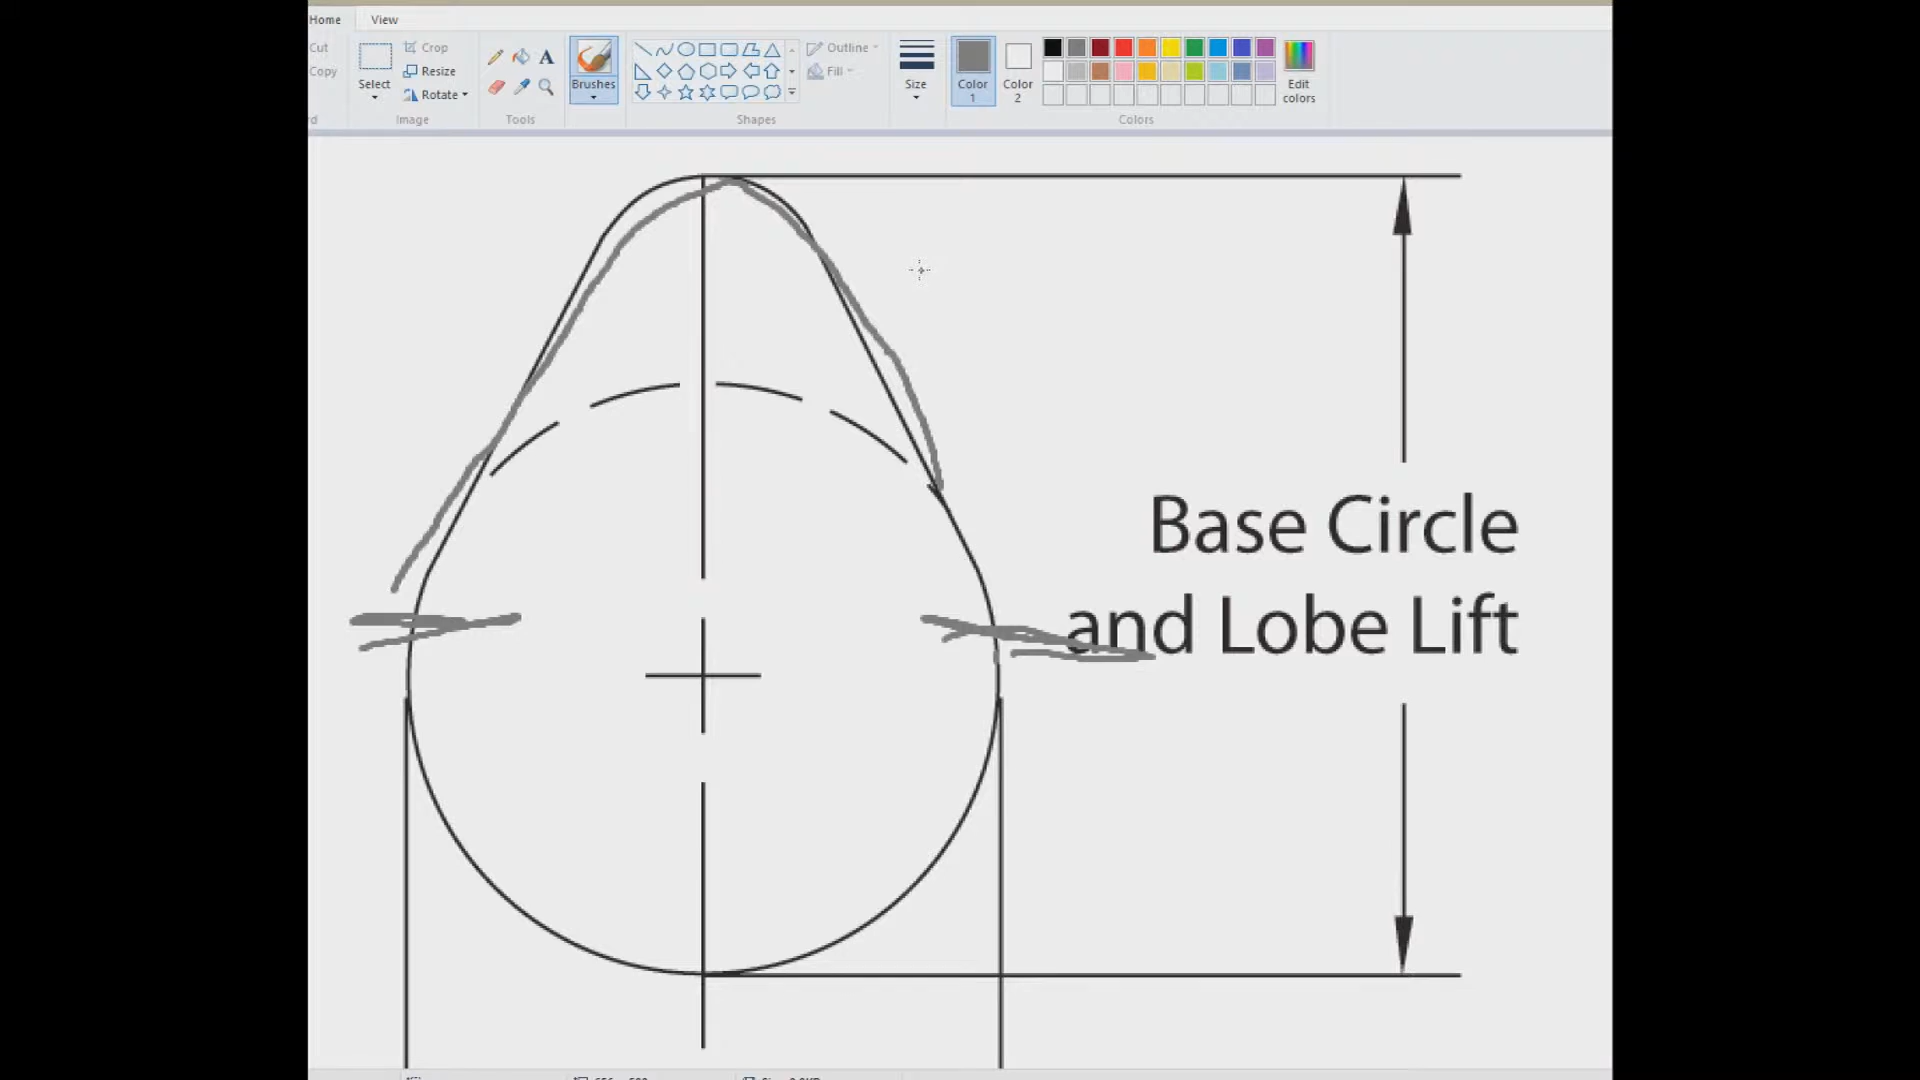 Home View
Cut
Copy
Select
Crop
Resize
Rotate
Image
A
Tools
Brushes
Outline
Fill
Shapes
Size
Color 1
Color 2
Edit colors
Colors
Base Circle
and Lobe Lift